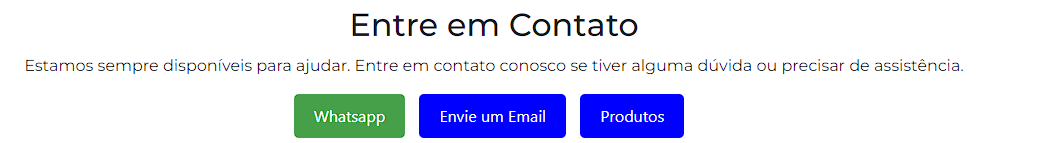 Entre em Contato
Estamos sempre disponíveis para ajudar. Entre em contato conosco se tiver alguma dúvida ou precisar de assistência.
Whatsapp Envie um Email Produtos